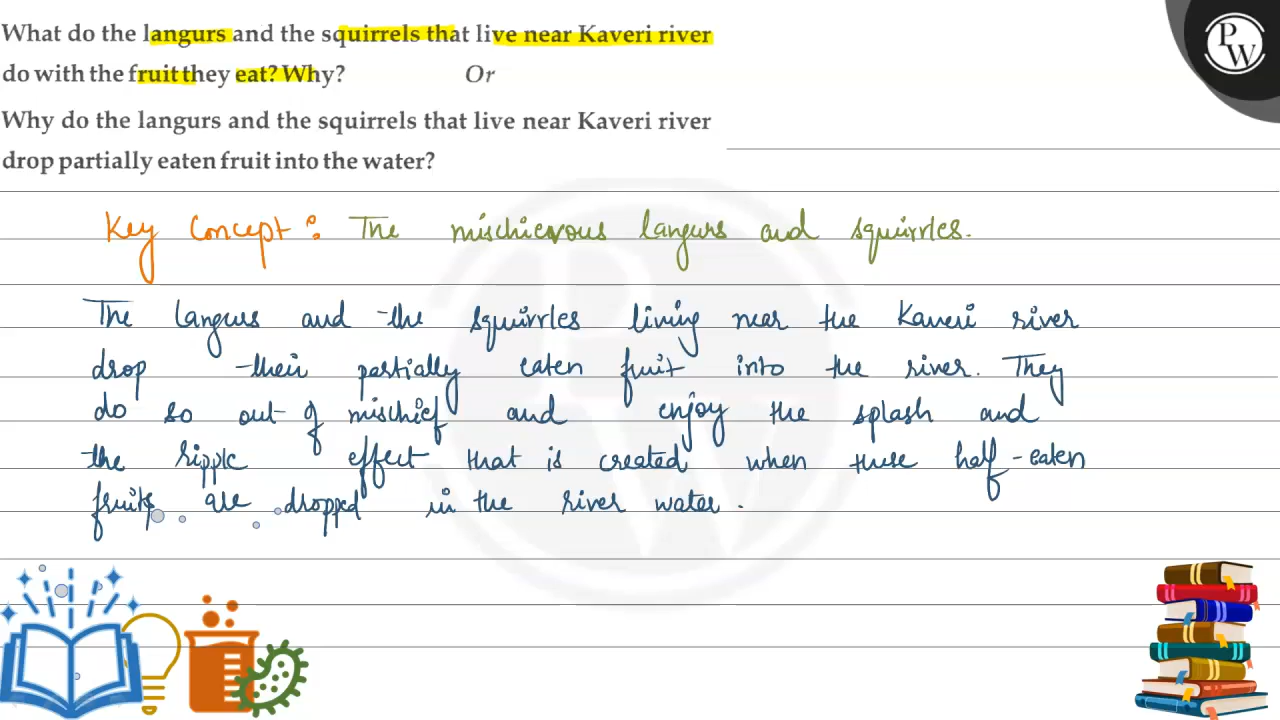 What do the langurs and the squirrels that live near Kaveri river
do with the fruit they eat? Why? Or
Why do the langurs and the squirrels that live near Kaveri river
drop partially eaten fruit into the water?
PW
Key Concept : The mischievous langurs and squirrles.
The langurs and the squirrles living near the Kaveri river
drop their partially eaten fruit into the river. They
do so out of mischief and enjoy the splash and
the ripple effect that is created when these half-eaten
fruits are dropped in the river water.